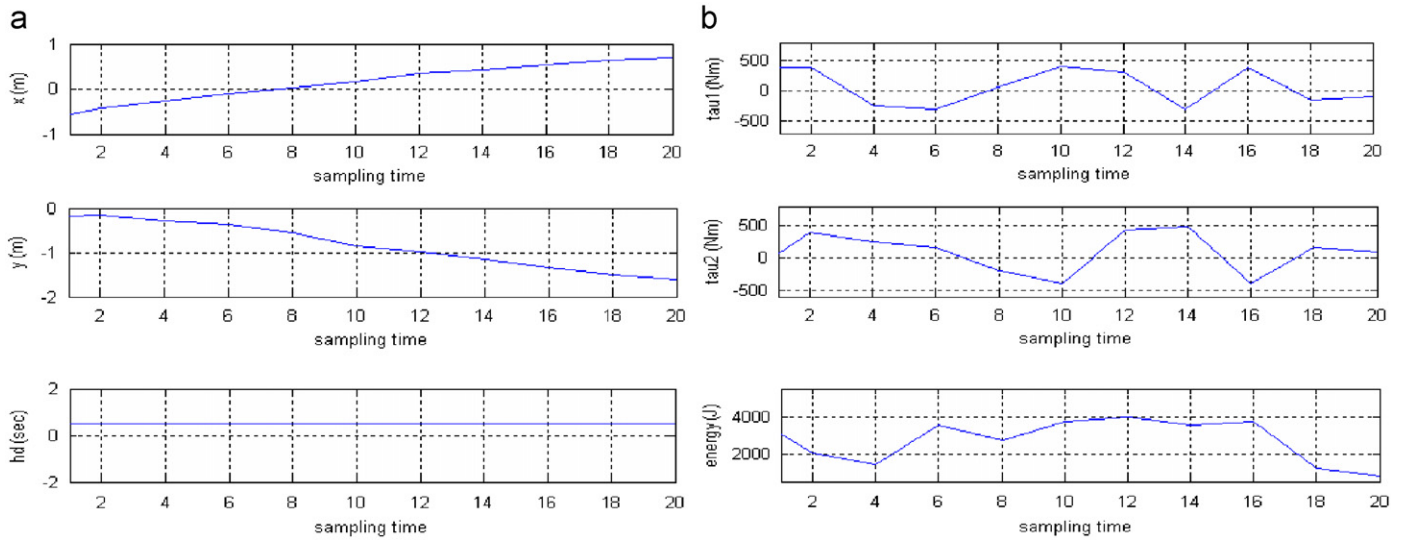 a
1
0
-1
x (m)
2 4 6 8 10 12 14 16 18 20
sampling time
0
-1
-2
y (m)
2 4 6 8 10 12 14 16 18 20
sampling time
2
0
-2
hd (sec)
2 4 6 8 10 12 14 16 18 20
sampling time
b
500
0
-500
tau1 (Nm)
2 4 6 8 10 12 14 16 18 20
sampling time
500
0
-500
tau2 (Nm)
2 4 6 8 10 12 14 16 18 20
sampling time
4000
2000
energy (J)
2 4 6 8 10 12 14 16 18 20
sampling time